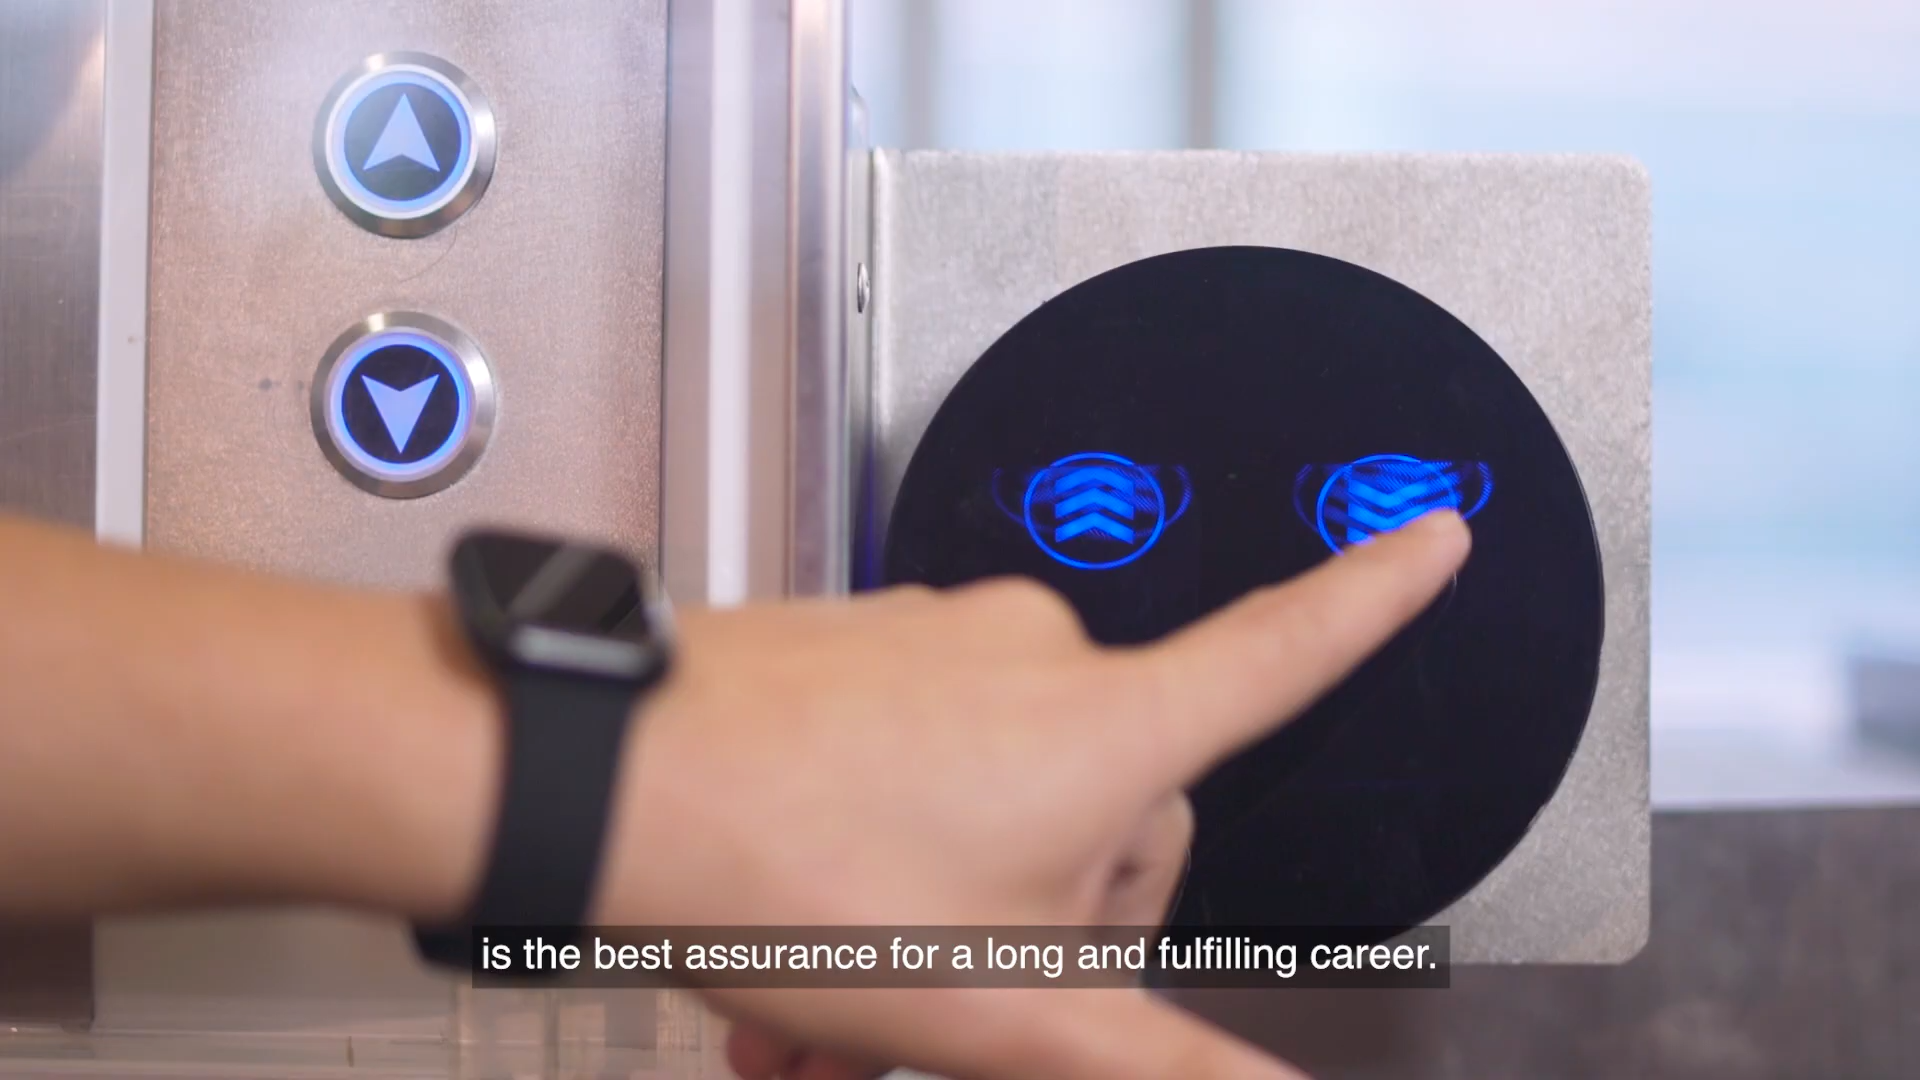 is the best assurance for a long and fulfilling career.